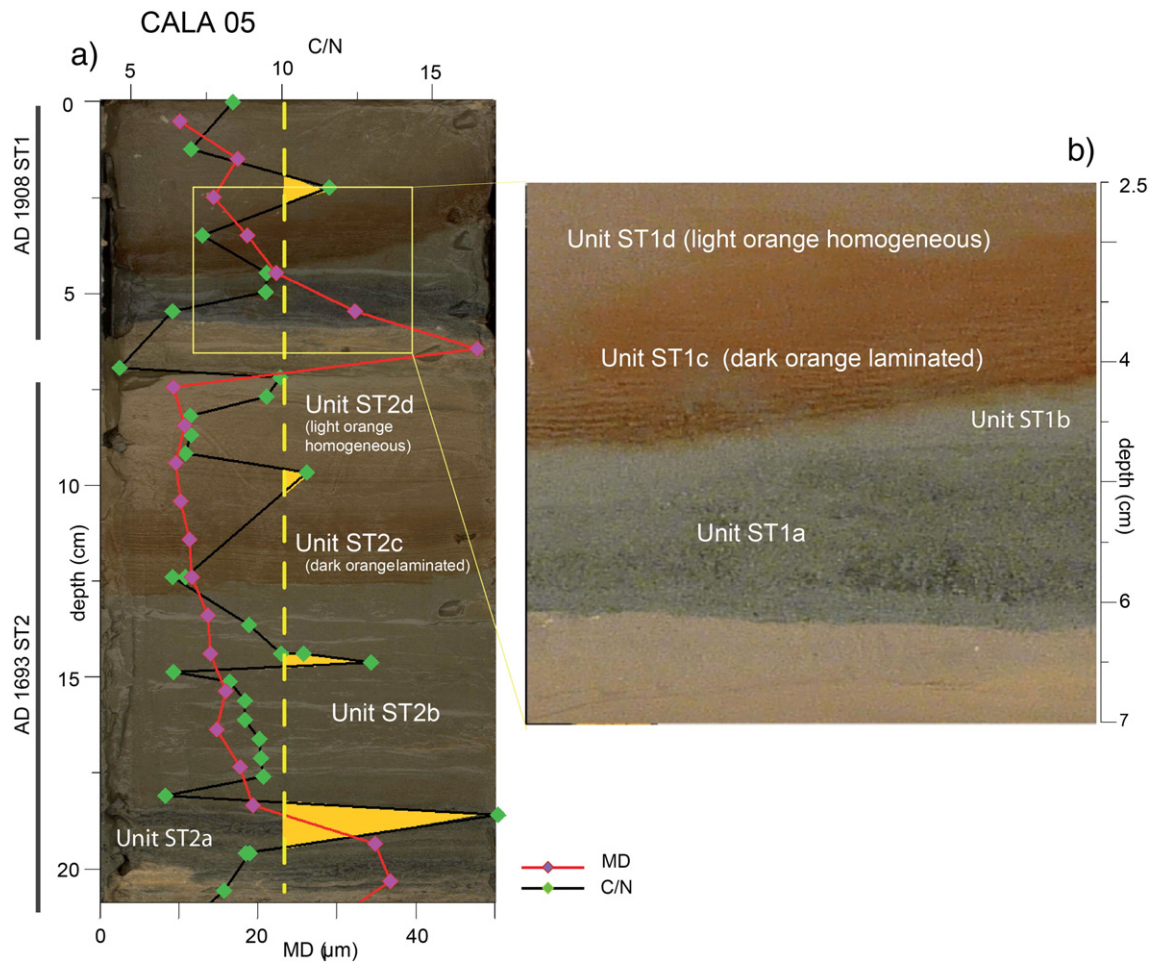 CALA 05
a)
C/N
5
10
15
0
5
10
15
20
depth (cm)
AD 1908 ST1
AD 1693 ST2
Unit ST2d
(light orange
homogeneous)
Unit ST2c
(dark orangelaminated)
Unit ST2b
Unit ST2a
0
20
40
MD (µm)
MD
C/N
b)
2.5
4
6
7
depth (cm)
Unit ST1d (light orange homogeneous)
Unit ST1c (dark orange laminated)
Unit ST1b
Unit ST1a